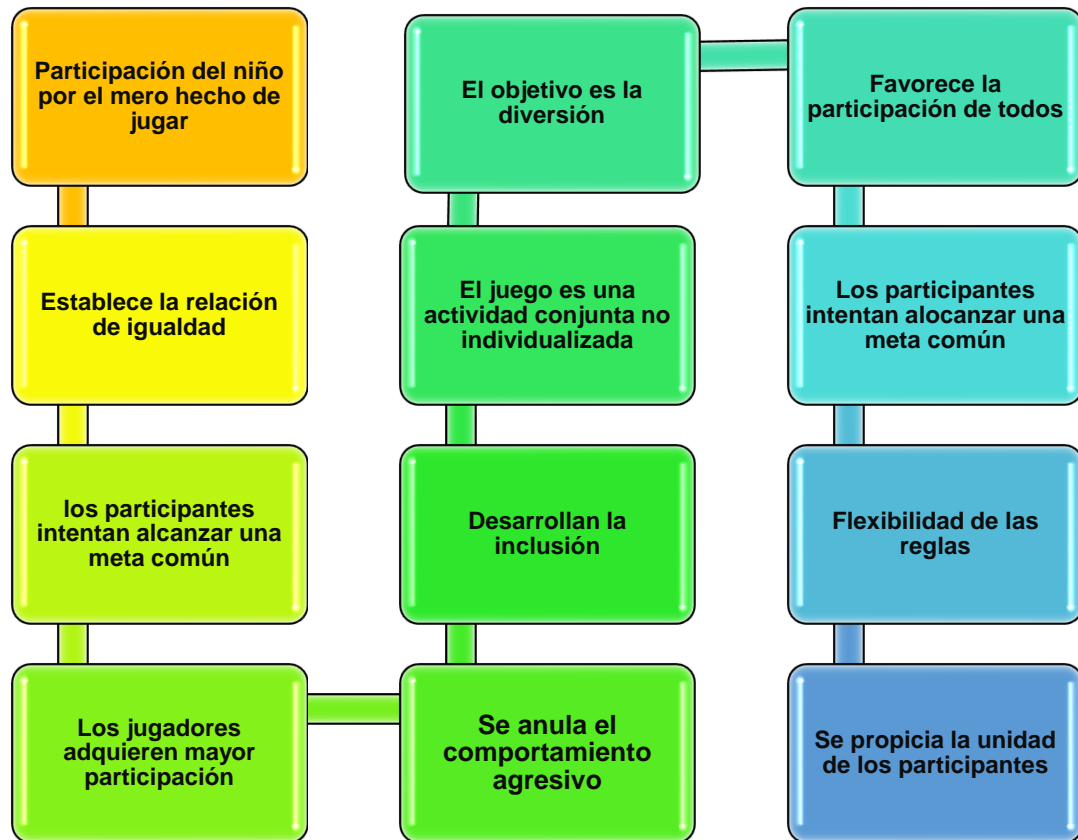 Participación del niño
por el mero hecho de
jugar
Establece la relación
de igualdad
los participantes
intentan alcanzar una
meta común
Los jugadores
adquieren mayor
participación
Se anula el
comportamiento
agresivo
Desarrollan la
inclusión
El juego es una
actividad conjunta no
individualizada
El objetivo es la
diversión
Favorece la
participación de todos
Los participantes
intentan alocanzar una
meta común
Flexibilidad de las
reglas
Se propicia la unidad
de los participantes